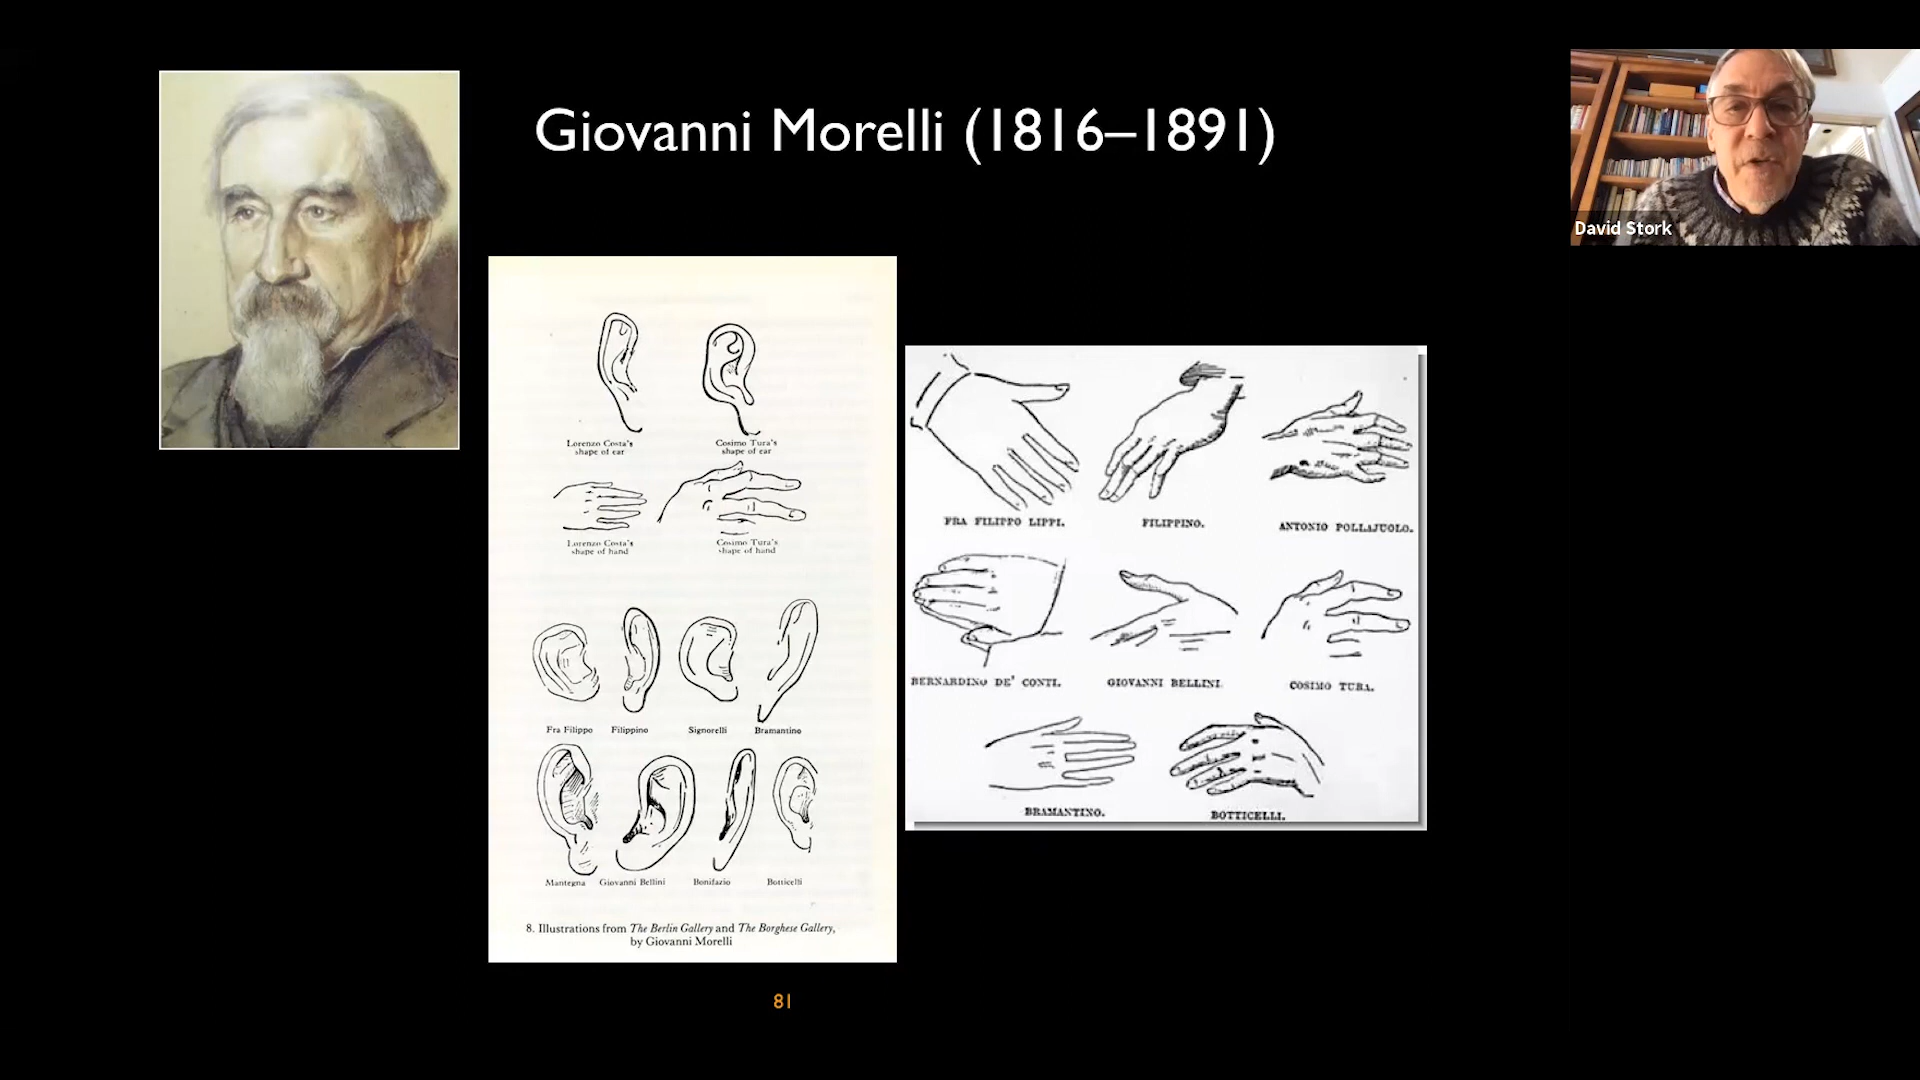 Giovanni Morelli (1816–1891)
David Stork
Lorenzo Costa's
shape of ear
Cosimo Tura's
shape of ear
Lorenzo Costa's
shape of hand
Cosimo Tura's
shape of hand
Fra Filippo
Filippino
Signorelli
Bramantino
Mantegna
Giovanni Bellini
Bonifazio
Botticelli
8. Illustrations from The Berlin Gallery and The Borghese Gallery,
by Giovanni Morelli
FRA FILIPPO LIPPI.
FILIPPINO.
ANTONIO POLLAJUOLO.
BERNARDINO DE' CONTI.
GIOVANNI BELLINI.
COSIMO TURA.
BRAMANTINO.
BOTTICELLI.
81